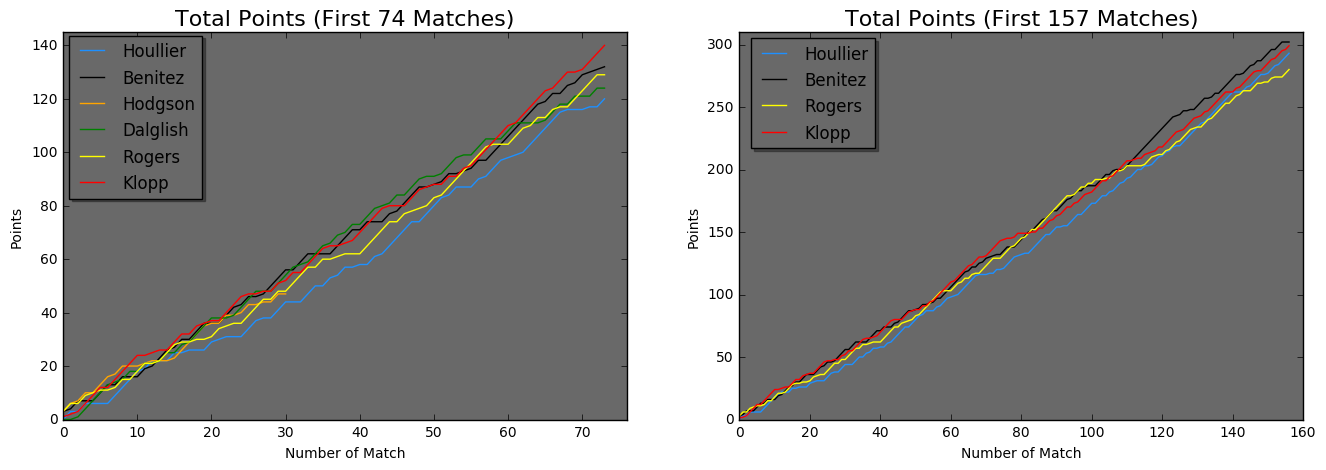 Total Points (First 74 Matches)
140
120
100
80
60
40
20
0
Points
Houllier
Benitez
Hodgson
Dalglish
Rogers
Klopp
0 10 20 30 40 50 60 70
Number of Match
Total Points (First 157 Matches)
300
250
200
150
100
50
0
Points
Houllier
Benitez
Rogers
Klopp
0 20 40 60 80 100 120 140 160
Number of Match